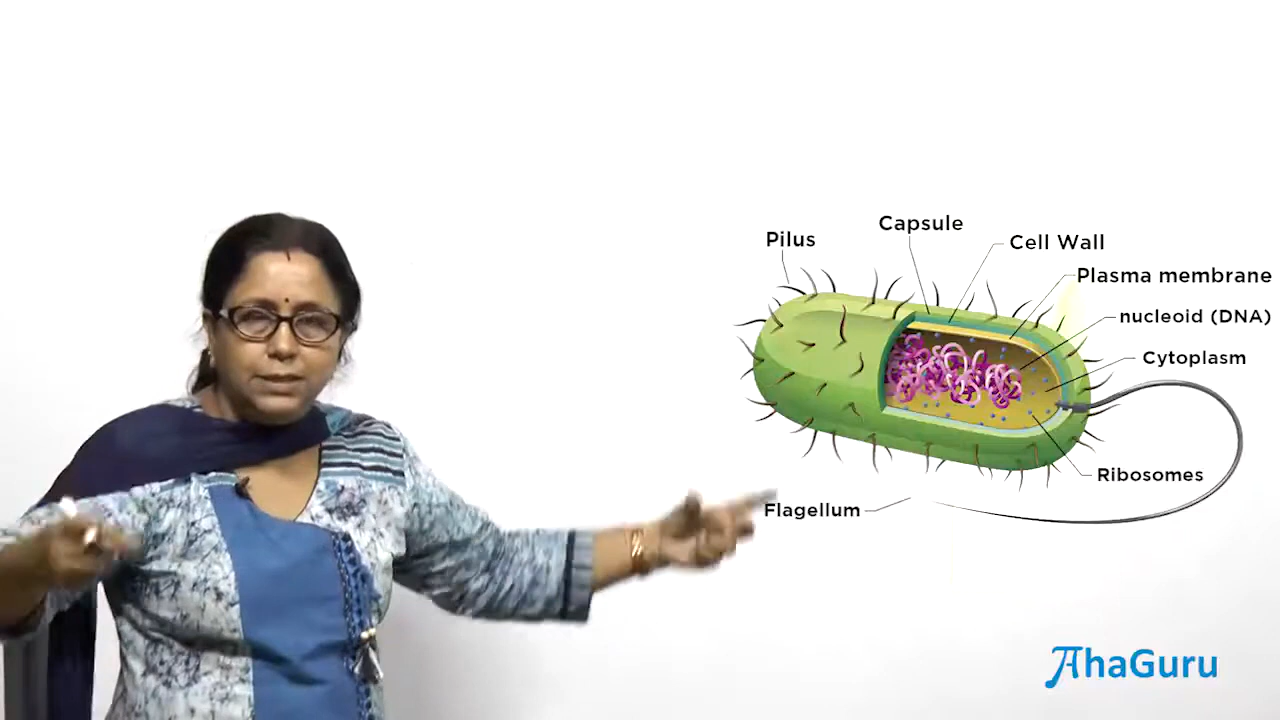 Capsule
Pilus
Cell Wall
Plasma membrane
nucleoid (DNA)
Cytoplasm
Ribosomes
Flagellum
AhaGuru